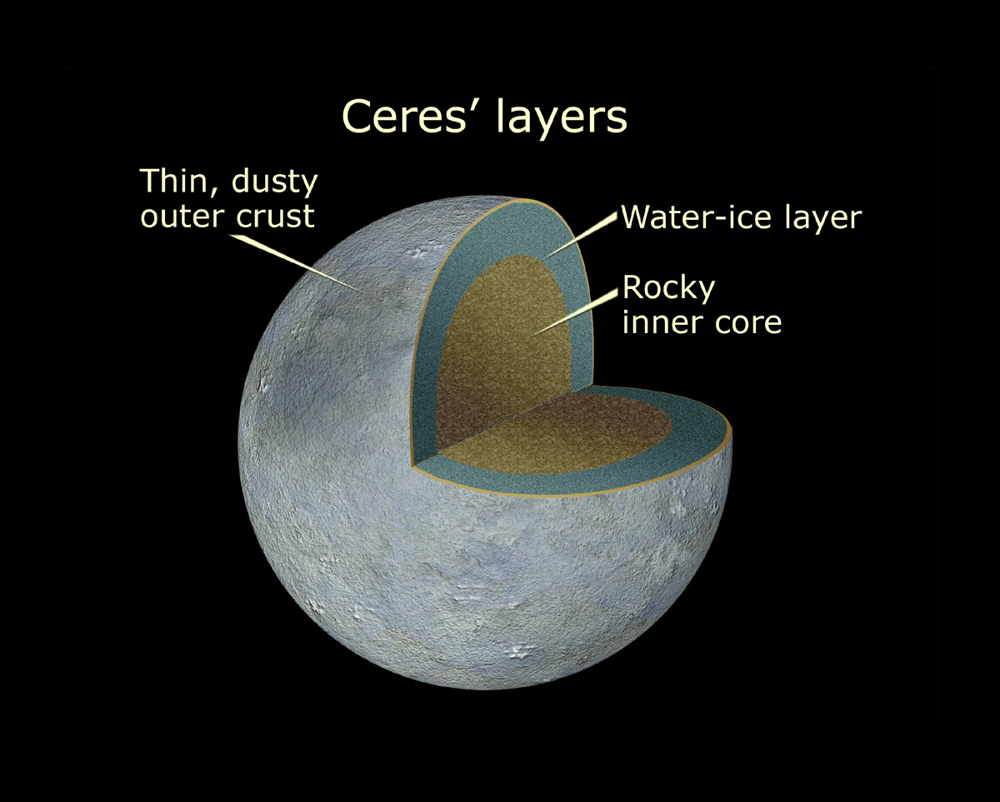 Ceres’ layers
Thin, dusty
outer crust
Water-ice layer
Rocky
inner core